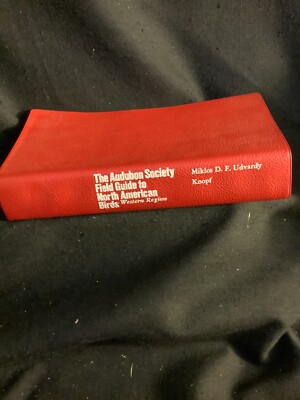 The Audubon Society
Field Guide to
North American
Birds Western Region
Miklos D. F. Udvardy
Knopf